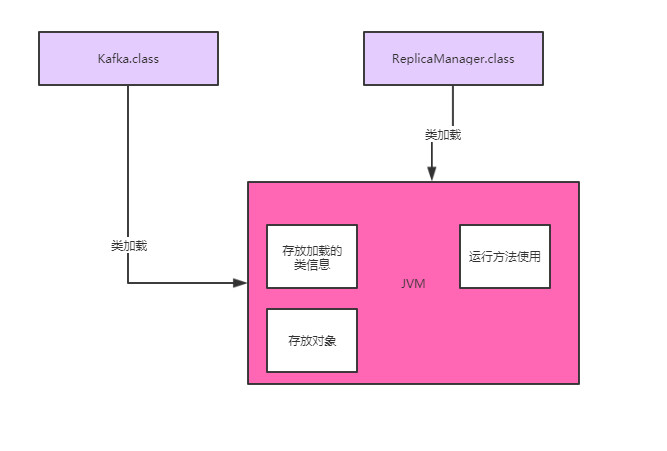 Kafka.class
ReplicaManager.class
类加载
类加载
存放加载的
类信息
运行方法使用
JVM
存放对象